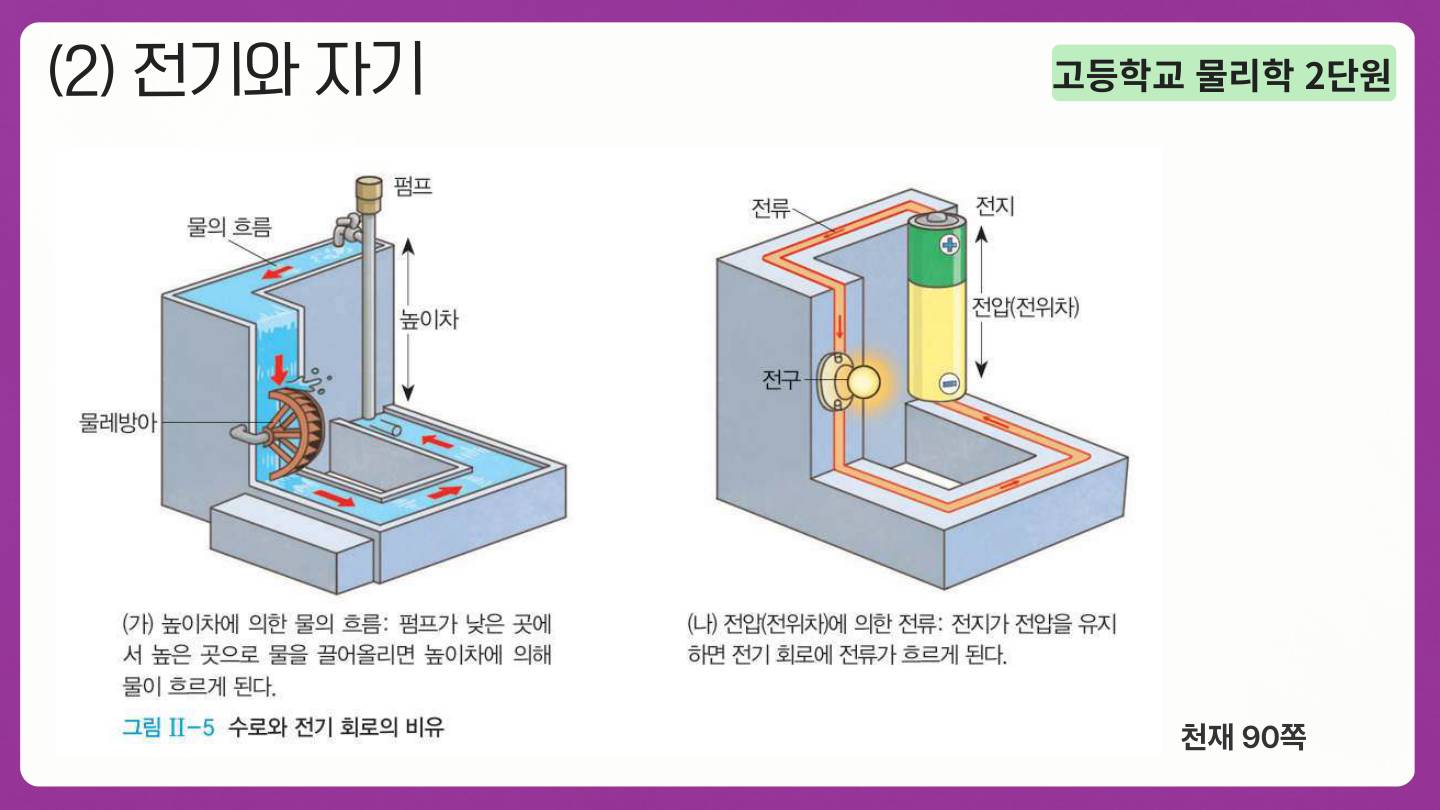 (2) 전기와 자기
고등학교 물리학 2단원
펌프
물의 흐름
높이차
물레방아
전류
전지
+
전압(전위차)
전구
−
(가) 높이차에 의한 물의 흐름: 펌프가 낮은 곳에
서 높은 곳으로 물을 끌어올리면 높이차에 의해
물이 흐르게 된다.
(나) 전압(전위차)에 의한 전류: 전지가 전압을 유지
하면 전기 회로에 전류가 흐르게 된다.
그림 Ⅱ-5 수로와 전기 회로의 비유
천재 90쪽